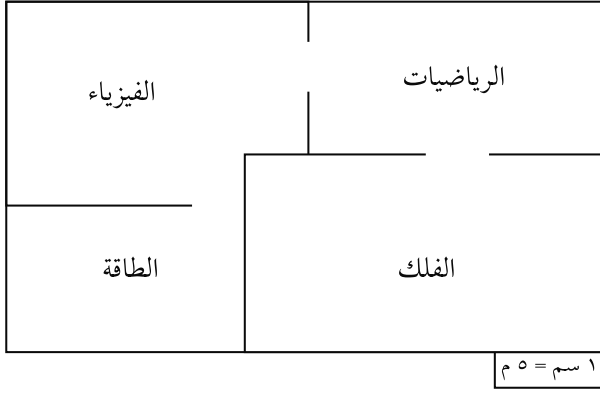 الرياضيات
الفيزياء
الفلك
الطاقة
١ سم = ٥ م